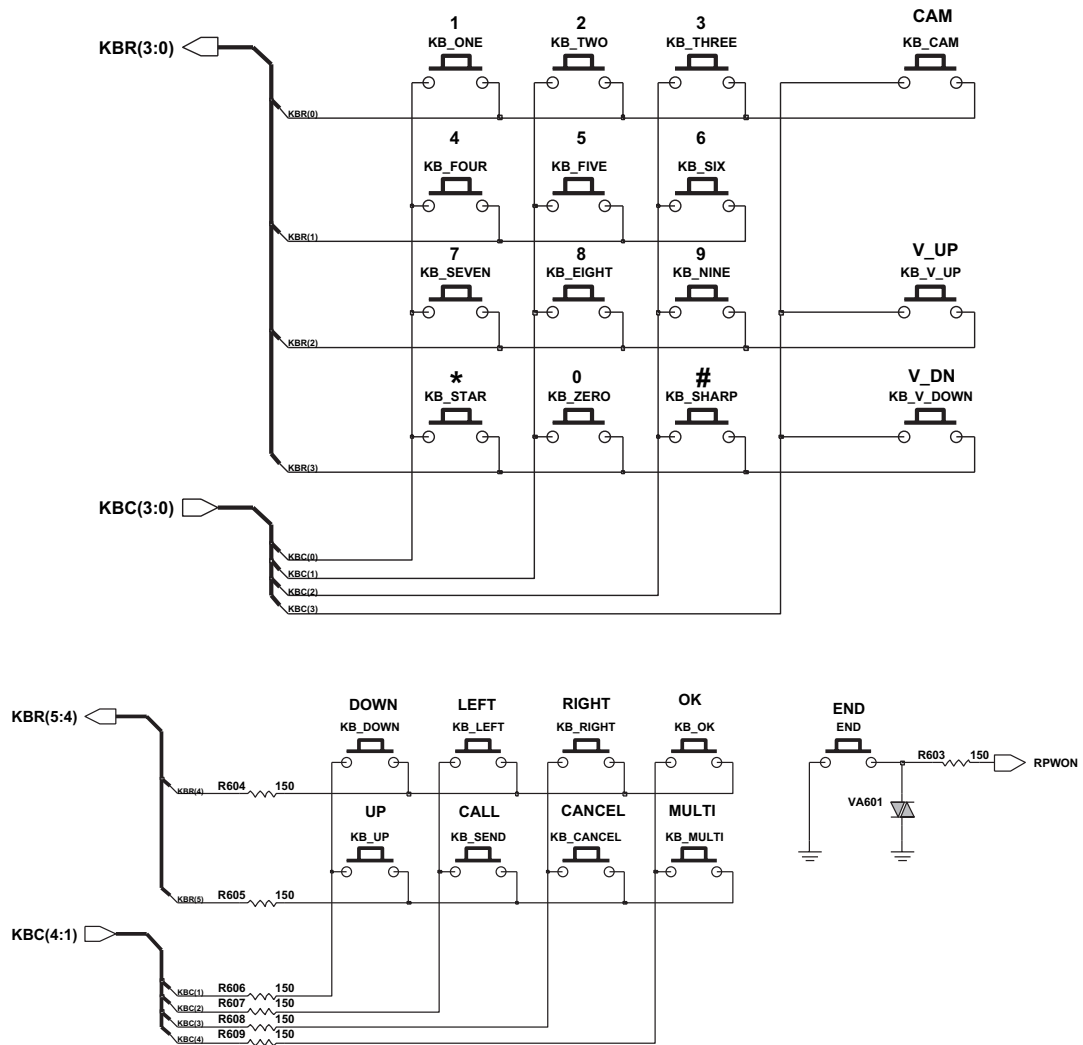 1 2 3 CAM
KBR(3:0) KB_ONE KB_TWO KB_THREE KB_CAM
KBR(0)
4 5 6
KB_FOUR KB_FIVE KB_SIX
KBR(1)
7 8 9 V_UP
KB_SEVEN KB_EIGHT KB_NINE KB_V_UP
KBR(2)
* 0 # V_DN
KB_STAR KB_ZERO KB_SHARP KB_V_DOWN
KBR(3)
KBC(3:0)
KBC(0)
KBC(1)
KBC(2)
KBC(3)
DOWN LEFT RIGHT OK END
KBR(5:4) KB_DOWN KB_LEFT KB_RIGHT KB_OK END
R603 150 RPWON
KBR(4) R604 150
VA601
UP CALL CANCEL MULTI
KB_UP KB_SEND KB_CANCEL KB_MULTI
KBR(5) R605 150
KBC(4:1)
KBC(1) R606 150
KBC(2) R607 150
KBC(3) R608 150
KBC(4) R609 150